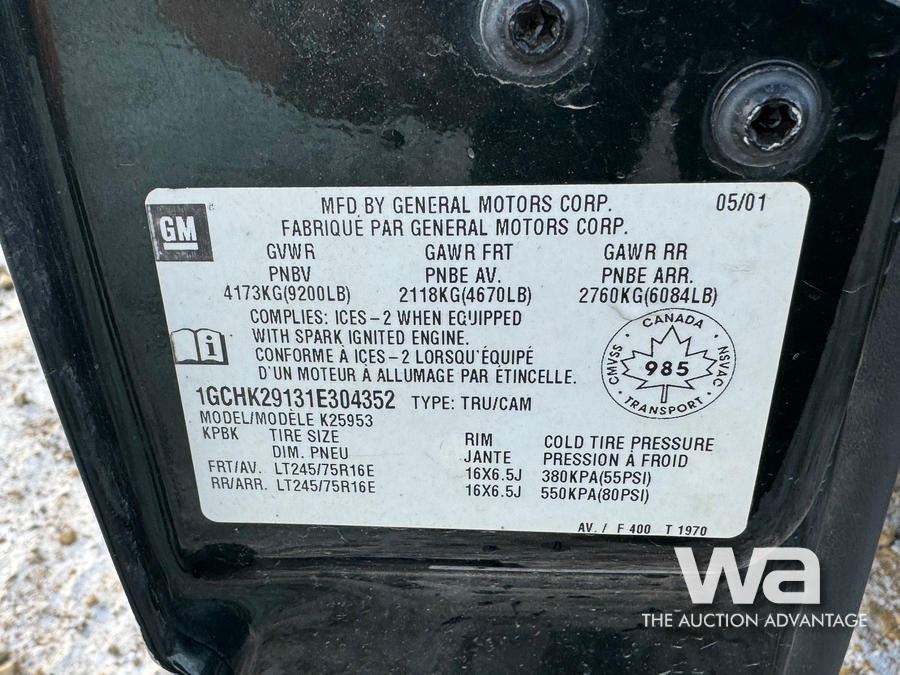 MFD. BY GENERAL MOTORS CORP. 05/01
GM FABRIQUÉ PAR GENERAL MOTORS CORP.
GVWR GAWR FRT GAWR RR
PNBV PNBE AV. PNBE ARR.
4173KG(9200LB) 2118KG(4670LB) 2760KG(6084LB)
COMPLIES: ICES-2 WHEN EQUIPPED
WITH SPARK IGNITED ENGINE.
CONFORME À ICES-2 LORSQU'ÉQUIPÉ
D'UN MOTEUR À ALLUMAGE PAR ÉTINCELLE.
i
CANADA
CMVSS 985 NSVAC
TRANSPORT
1GCHK29131E304352 TYPE: TRU/CAM
MODEL/MODÈLE K25953
KPBK TIRE SIZE RIM COLD TIRE PRESSURE
DIM. PNEU JANTE PRESSION À FROID
FRT/AV. LT245/75R16E 16X6.5J 380KPA(55PSI)
RR/ARR. LT245/75R16E 16X6.5J 550KPA(80PSI)
AV. / F 400 T 1970
wa
THE AUCTION ADVANTAGE